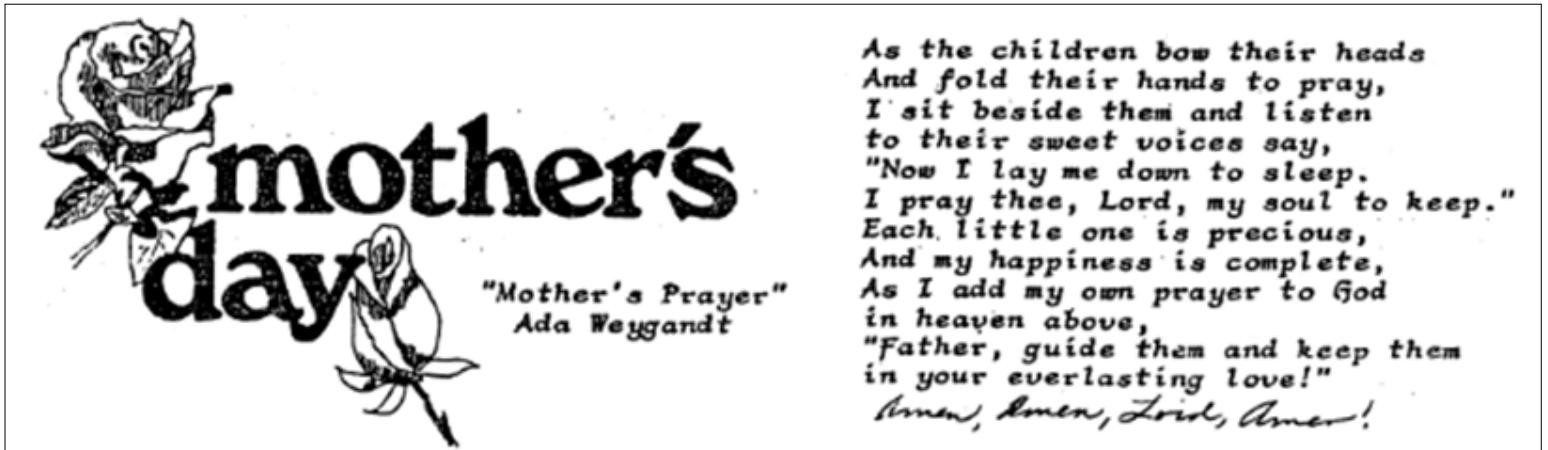 mother's
day
"Mother's Prayer"
Ada Weygandt
As the children bow their heads
And fold their hands to pray,
I sit beside them and listen
to their sweet voices say,
"Now I lay me down to sleep.
I pray thee, Lord, my soul to keep."
Each little one is precious,
And my happiness is complete,
As I add my own prayer to God
in heaven above,
"Father, guide them and keep them
in your everlasting love!"
Amen, Amen, Lord, Amen!